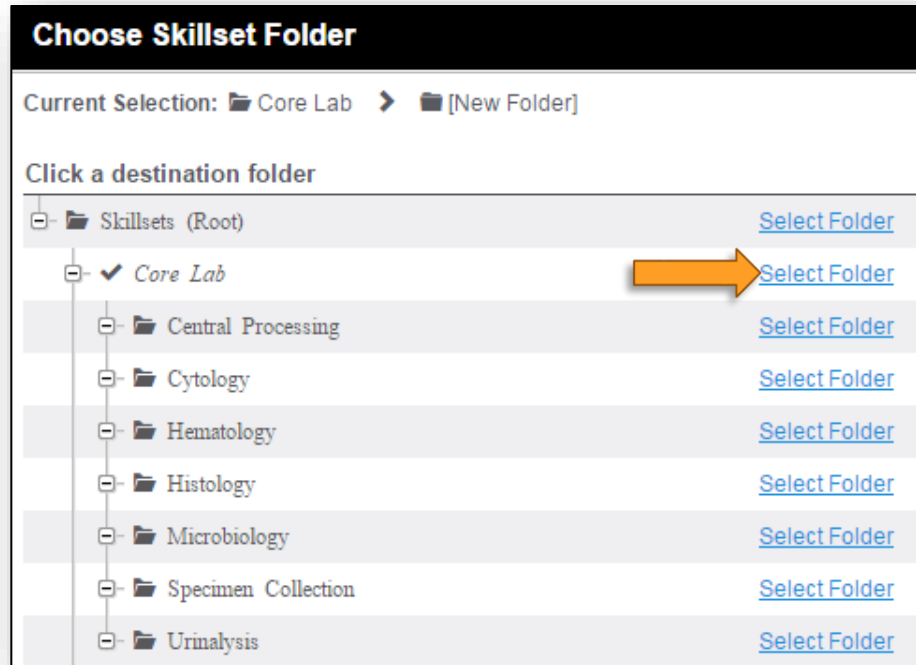 Choose Skillset Folder
Current Selection: Core Lab > [New Folder]
Click a destination folder
Skillsets (Root) Select Folder
Core Lab Select Folder
Central Processing Select Folder
Cytology Select Folder
Hematology Select Folder
Histology Select Folder
Microbiology Select Folder
Specimen Collection Select Folder
Urinalysis Select Folder